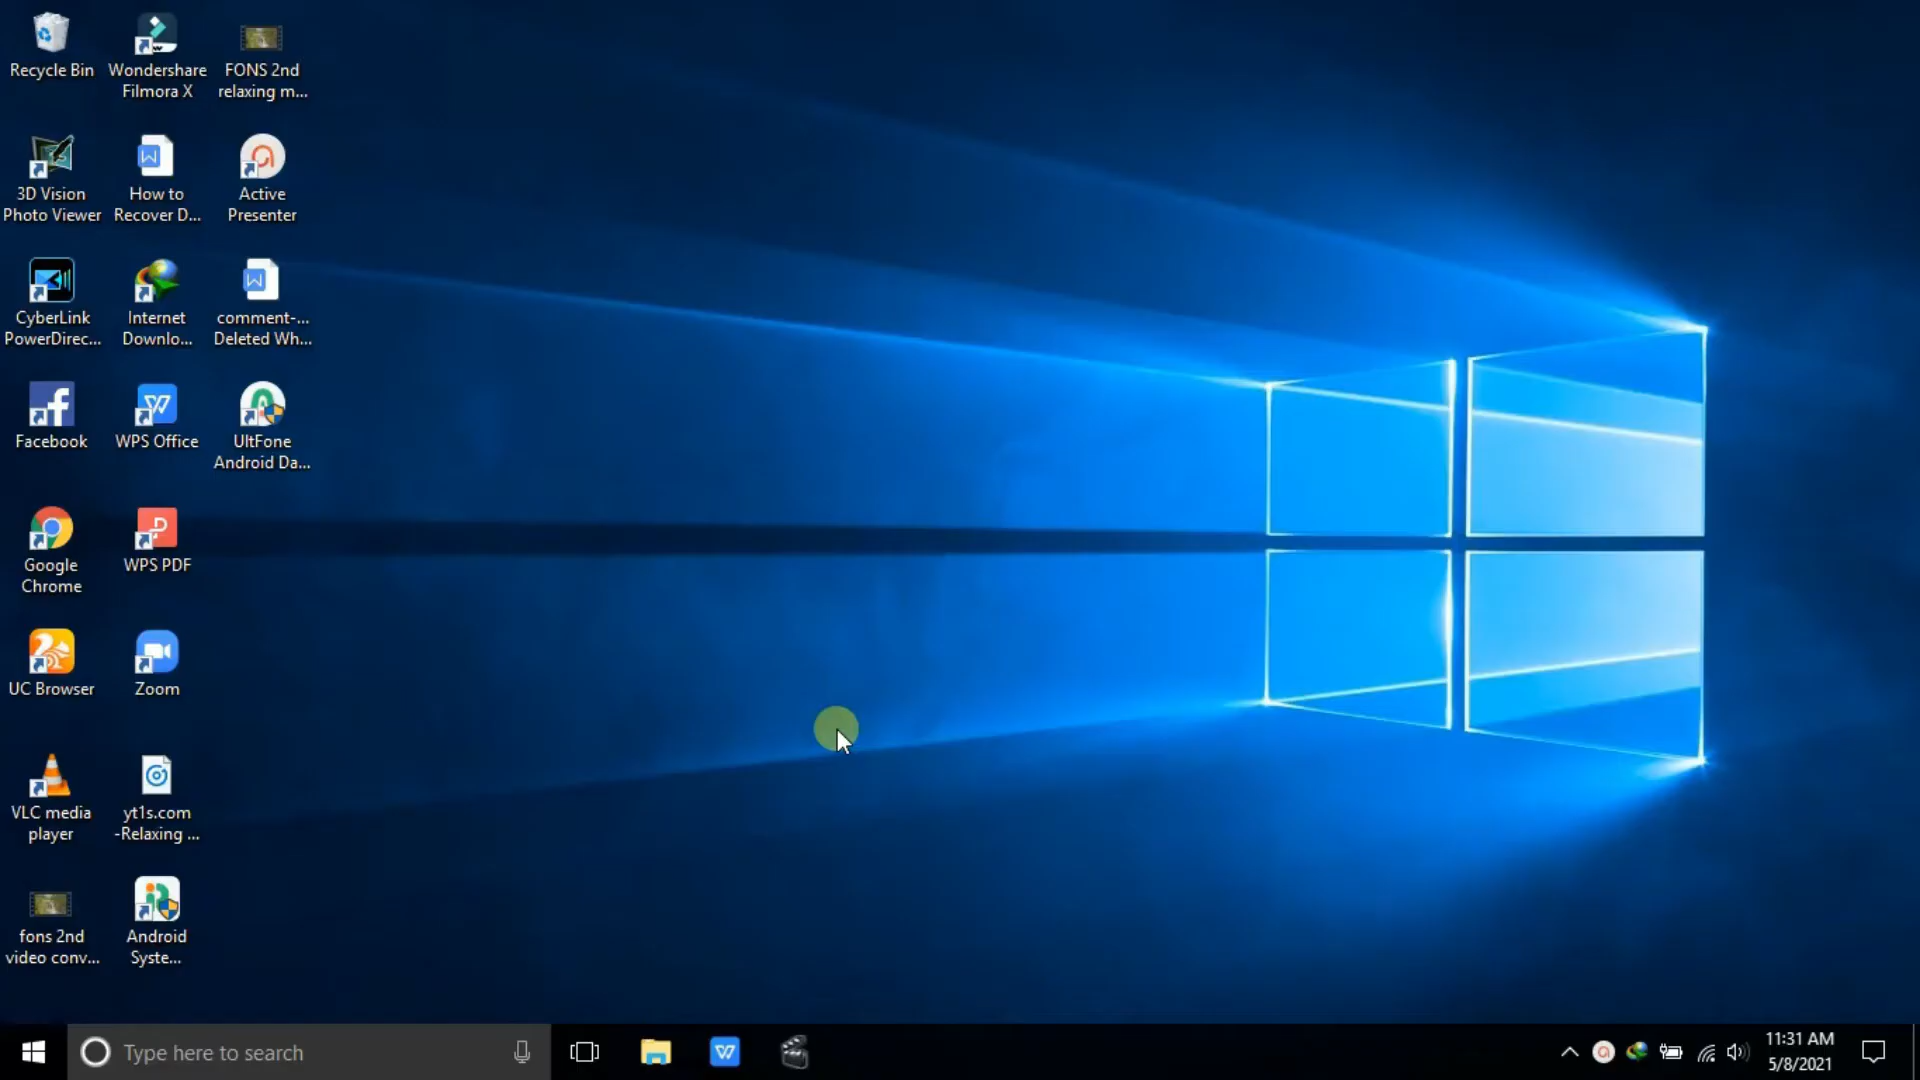 Recycle Bin
Wondershare
Filmora X
FONS 2nd
relaxing m...
3D Vision
Photo Viewer
How to
Recover D...
Active
Presenter
CyberLink
PowerDirec...
Internet
Downlo...
comment-...
Deleted Wh...
Facebook
WPS Office
UltFone
Android Da...
Google
Chrome
WPS PDF
UC Browser
Zoom
VLC media
player
yt1s.com
-Relaxing ...
fons 2nd
video conv...
Android
Syste...
Type here to search
11:31 AM
5/8/2021